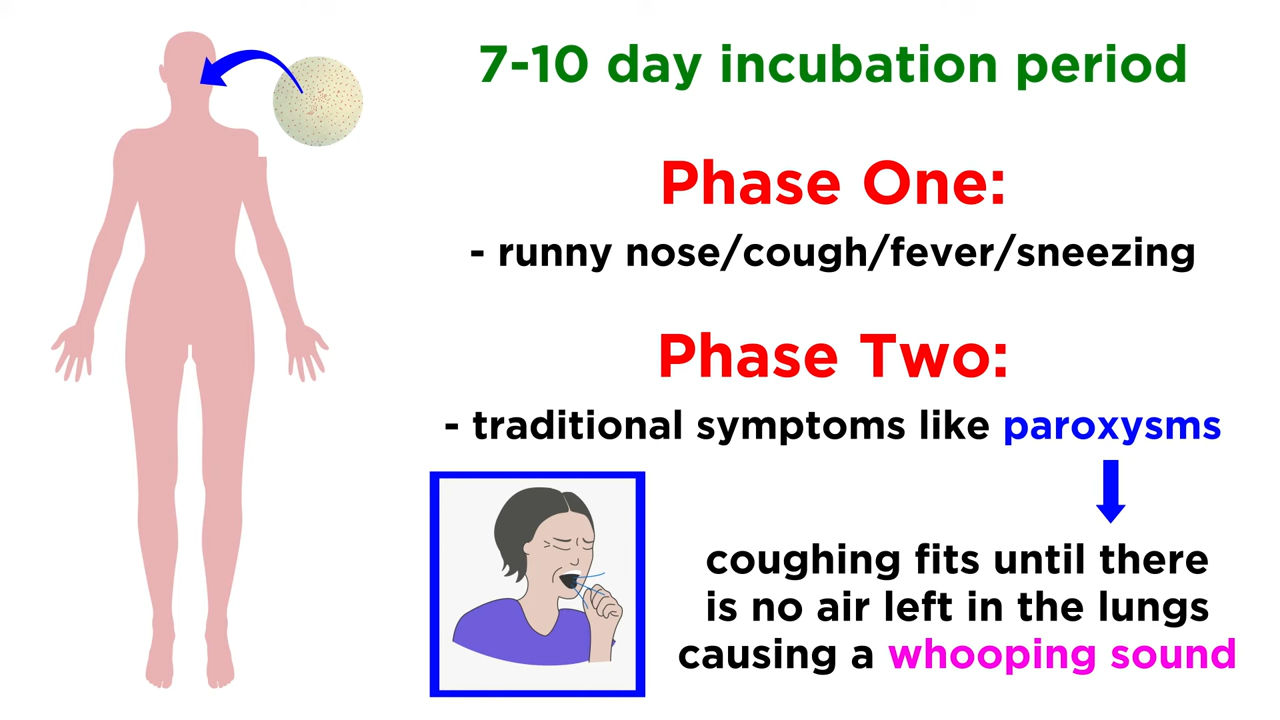 7-10 day incubation period
Phase One:
- runny nose/cough/fever/sneezing
Phase Two:
- traditional symptoms like paroxysms
coughing fits until there
is no air left in the lungs
causing a whooping sound